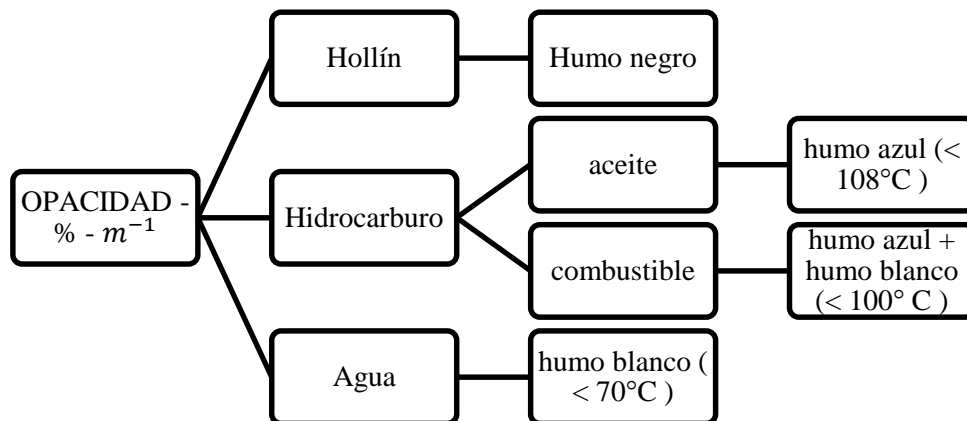 OPACIDAD -
% - m⁻¹
Hollín
Humo negro
Hidrocarburo
aceite
humo azul (<
108°C )
combustible
humo azul +
humo blanco
(< 100° C )
Agua
humo blanco (
< 70°C )